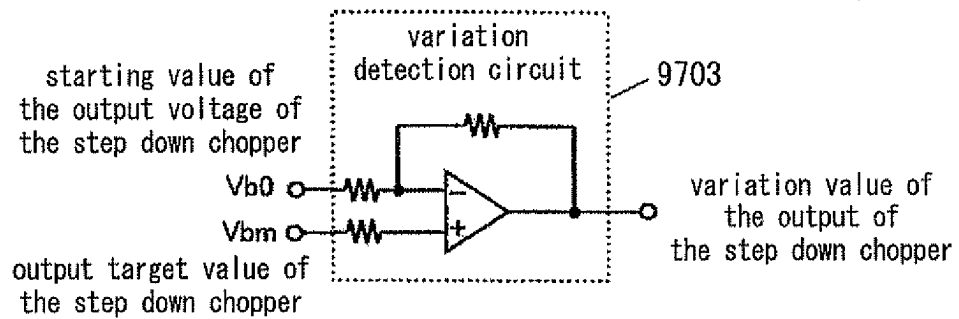 variation
detection circuit
9703
starting value of
the output voltage of
the step down chopper
Vb0
Vbm
-
+
output target value of
the step down chopper
variation value of
the output of
the step down chopper